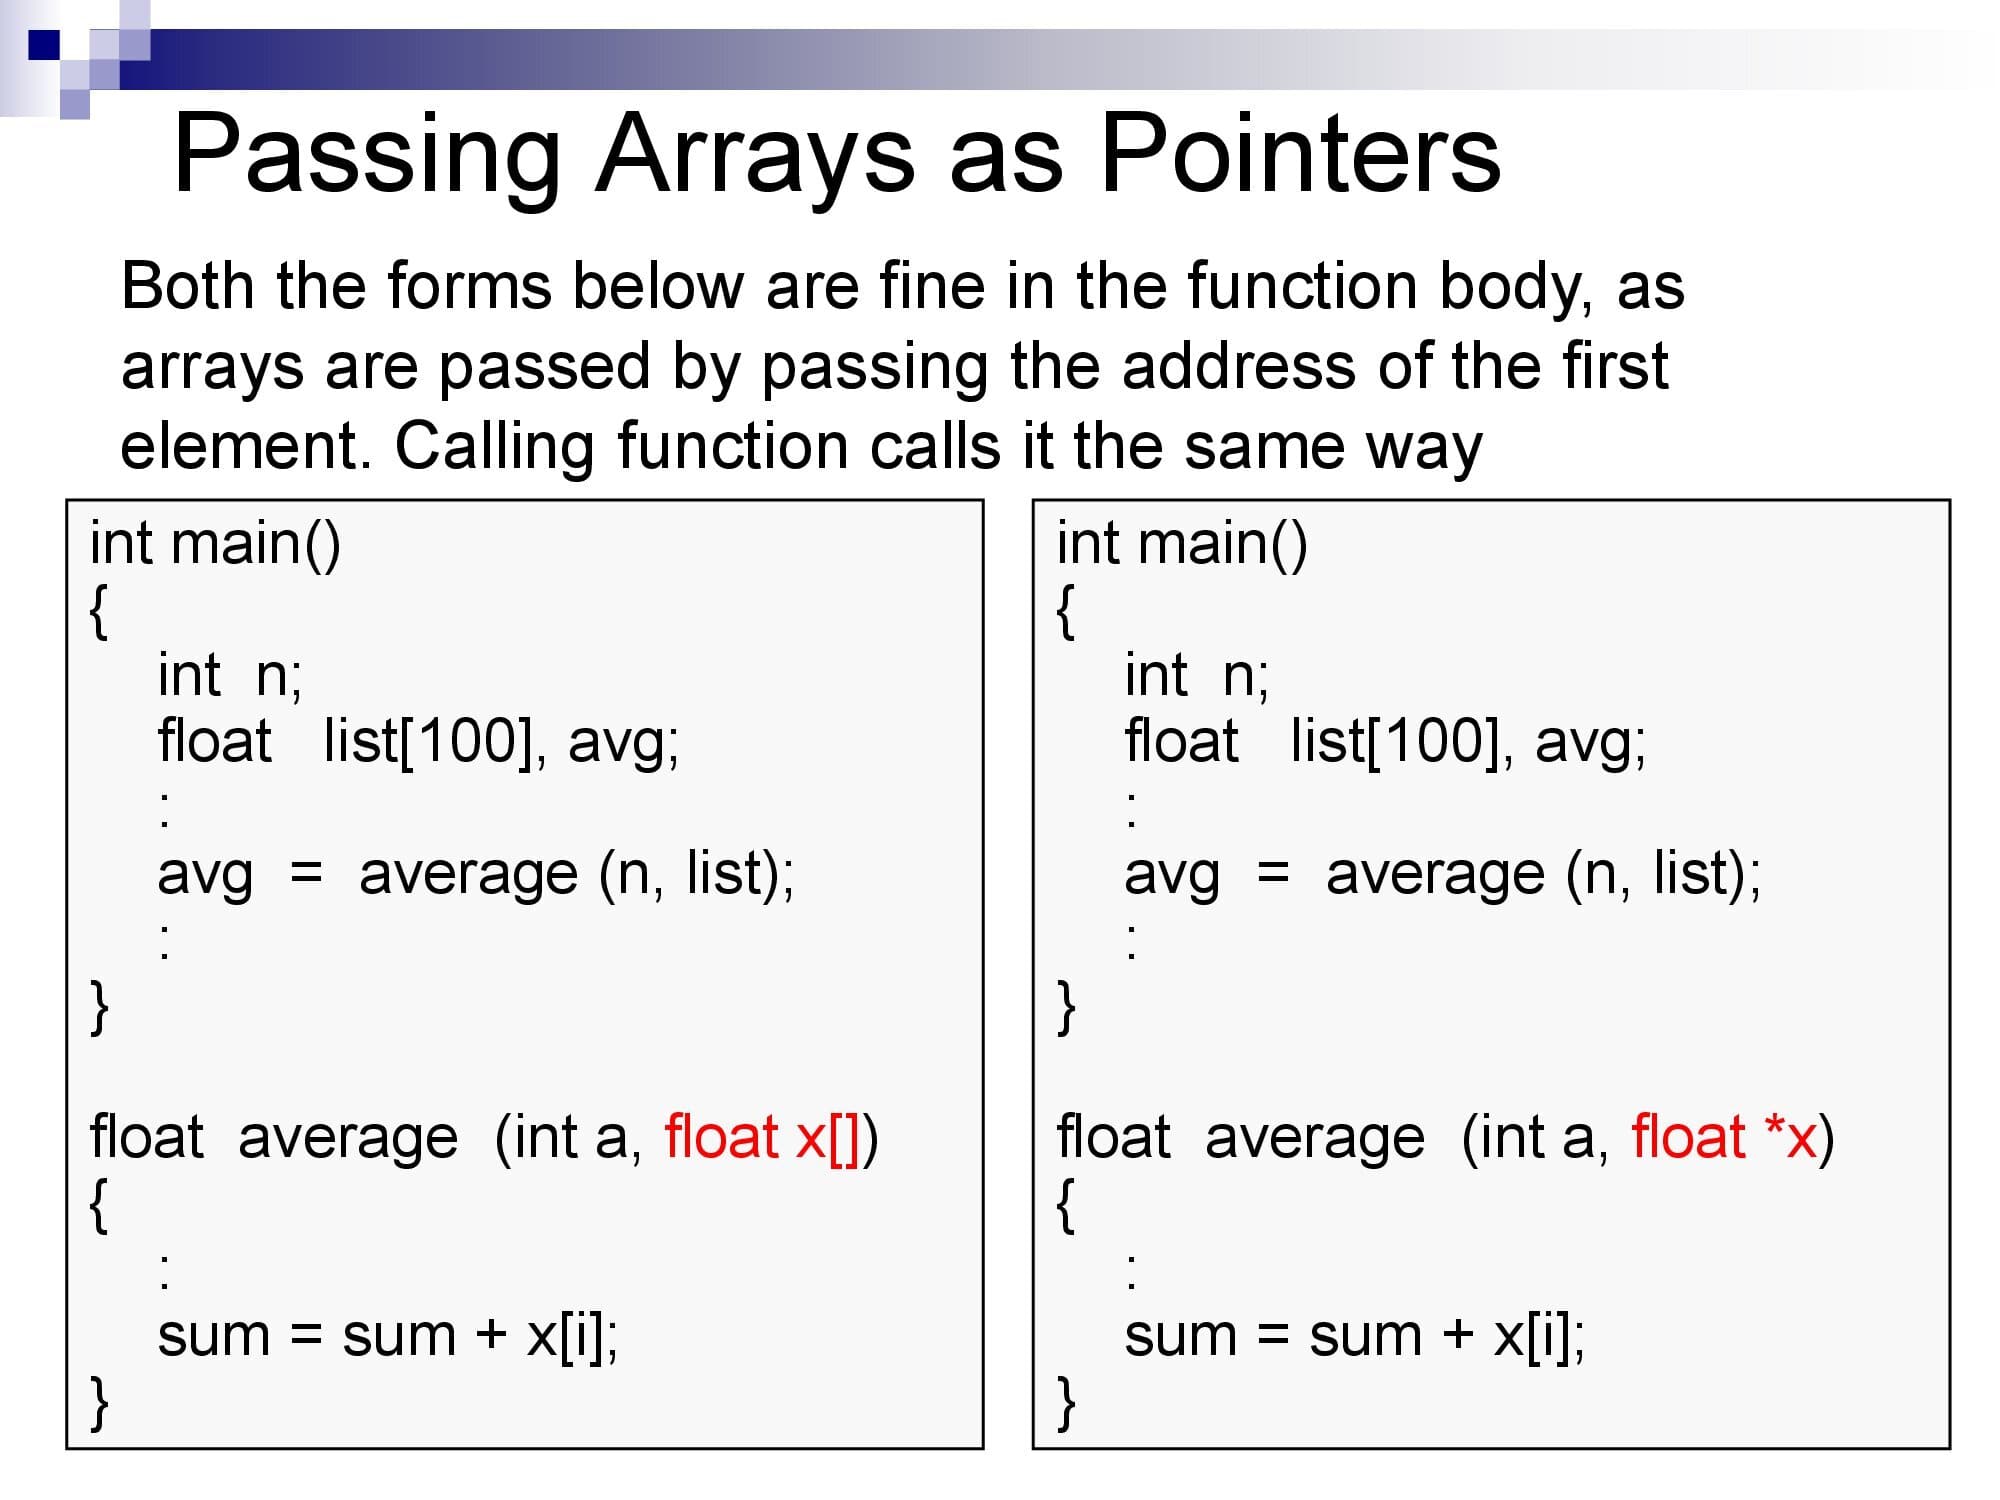 Passing Arrays as Pointers
Both the forms below are fine in the function body, as
arrays are passed by passing the address of the first
element. Calling function calls it the same way
int main()
{
int n;
float list[100], avg;
:
avg = average (n, list);
:
}
float average (int a, float x[])
{
:
sum = sum + x[i];
}
int main()
{
int n;
float list[100], avg;
:
avg = average (n, list);
:
}
float average (int a, float *x)
{
:
sum = sum + x[i];
}